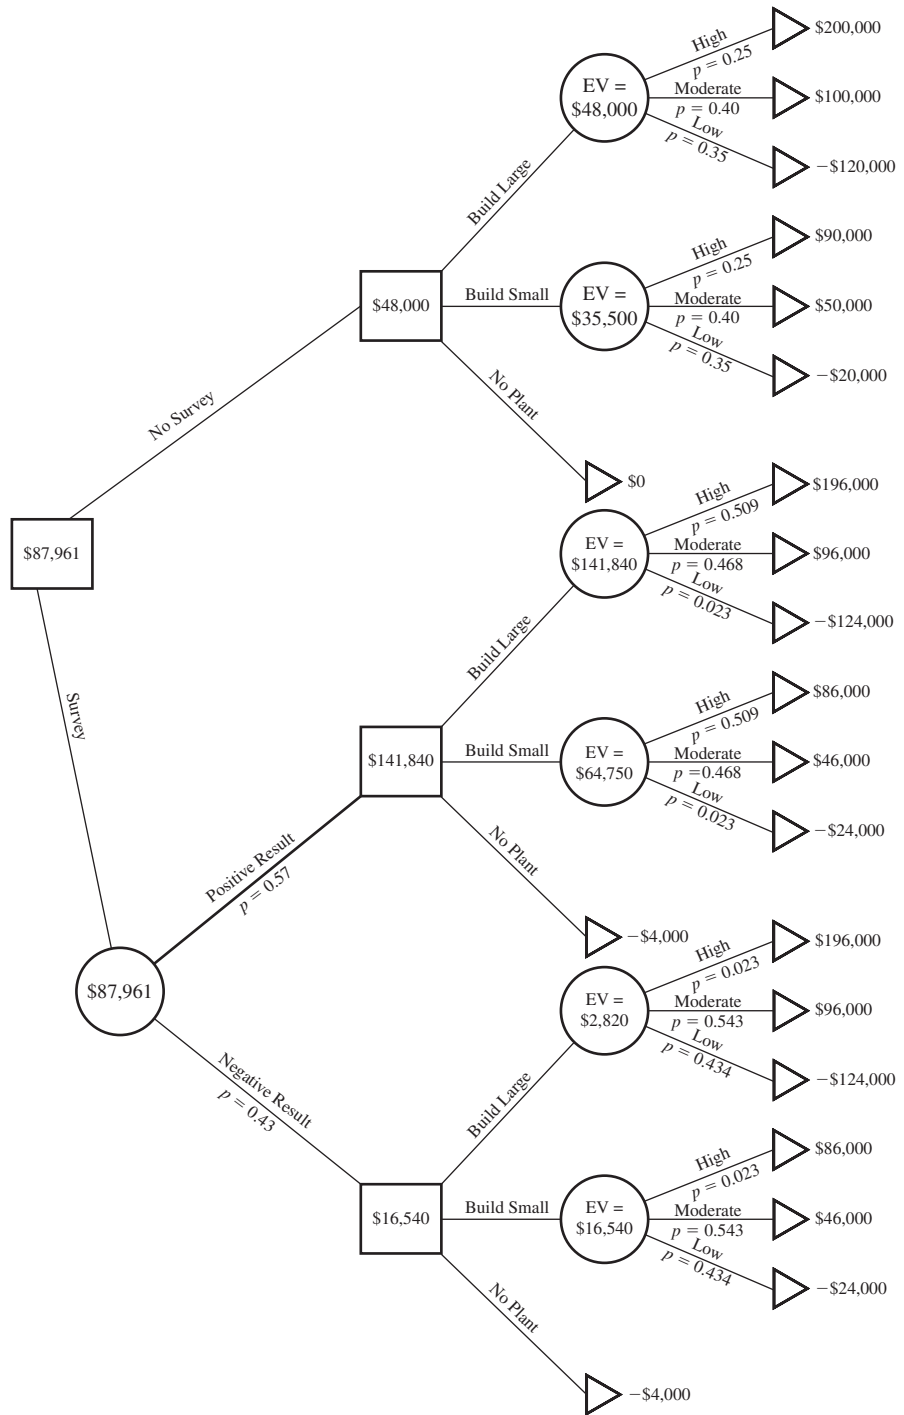 High
p = 0.25
$200,000
EV =
$48,000
Moderate
p = 0.40
$100,000
Low
p = 0.35
−$120,000
Build Large
High
p = 0.25
$90,000
$48,000
Build Small
EV =
$35,500
Moderate
p = 0.40
$50,000
Low
p = 0.35
−$20,000
No Plant
$0
No Survey
$87,961
Survey
High
p = 0.509
$196,000
EV =
$141,840
Moderate
p = 0.468
$96,000
Low
p = 0.023
−$124,000
Build Large
High
p = 0.509
$86,000
$141,840
Build Small
EV =
$64,750
Moderate
p =0.468
$46,000
Low
p = 0.023
−$24,000
No Plant
−$4,000
Positive Result
p = 0.57
$87,961
Negative Result
p = 0.43
High
p = 0.023
$196,000
EV =
$2,820
Moderate
p = 0.543
$96,000
Low
p = 0.434
−$124,000
Build Large
High
p = 0.023
$86,000
$16,540
Build Small
EV =
$16,540
Moderate
p = 0.543
$46,000
Low
p = 0.434
−$24,000
No Plant
−$4,000